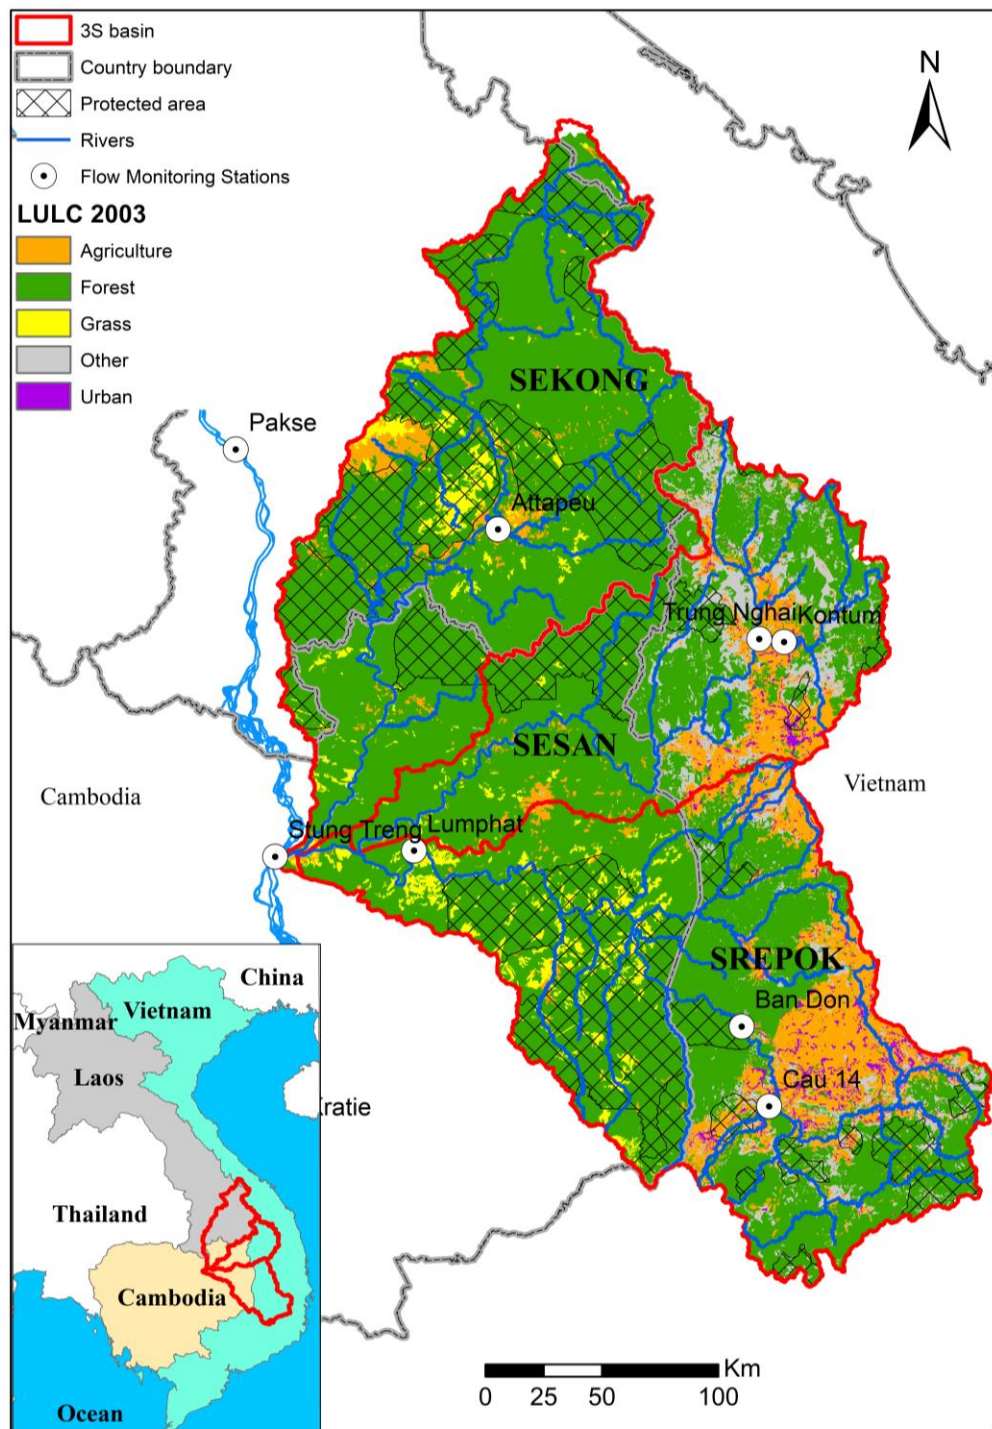 3S basin
Country boundary
Protected area
Rivers
Flow Monitoring Stations
LULC 2003
Agriculture
Forest
Grass
Other
Urban
N
SEKONG
Pakse
Attapeu
Trung Nghai
Kontum
SESAN
Cambodia
Vietnam
Stung Treng
Lumphat
SREPOK
Ban Don
Cau 14
China
Vietnam
Myanmar
Laos
ratie
Thailand
Cambodia
Ocean
Km
0 25 50 100